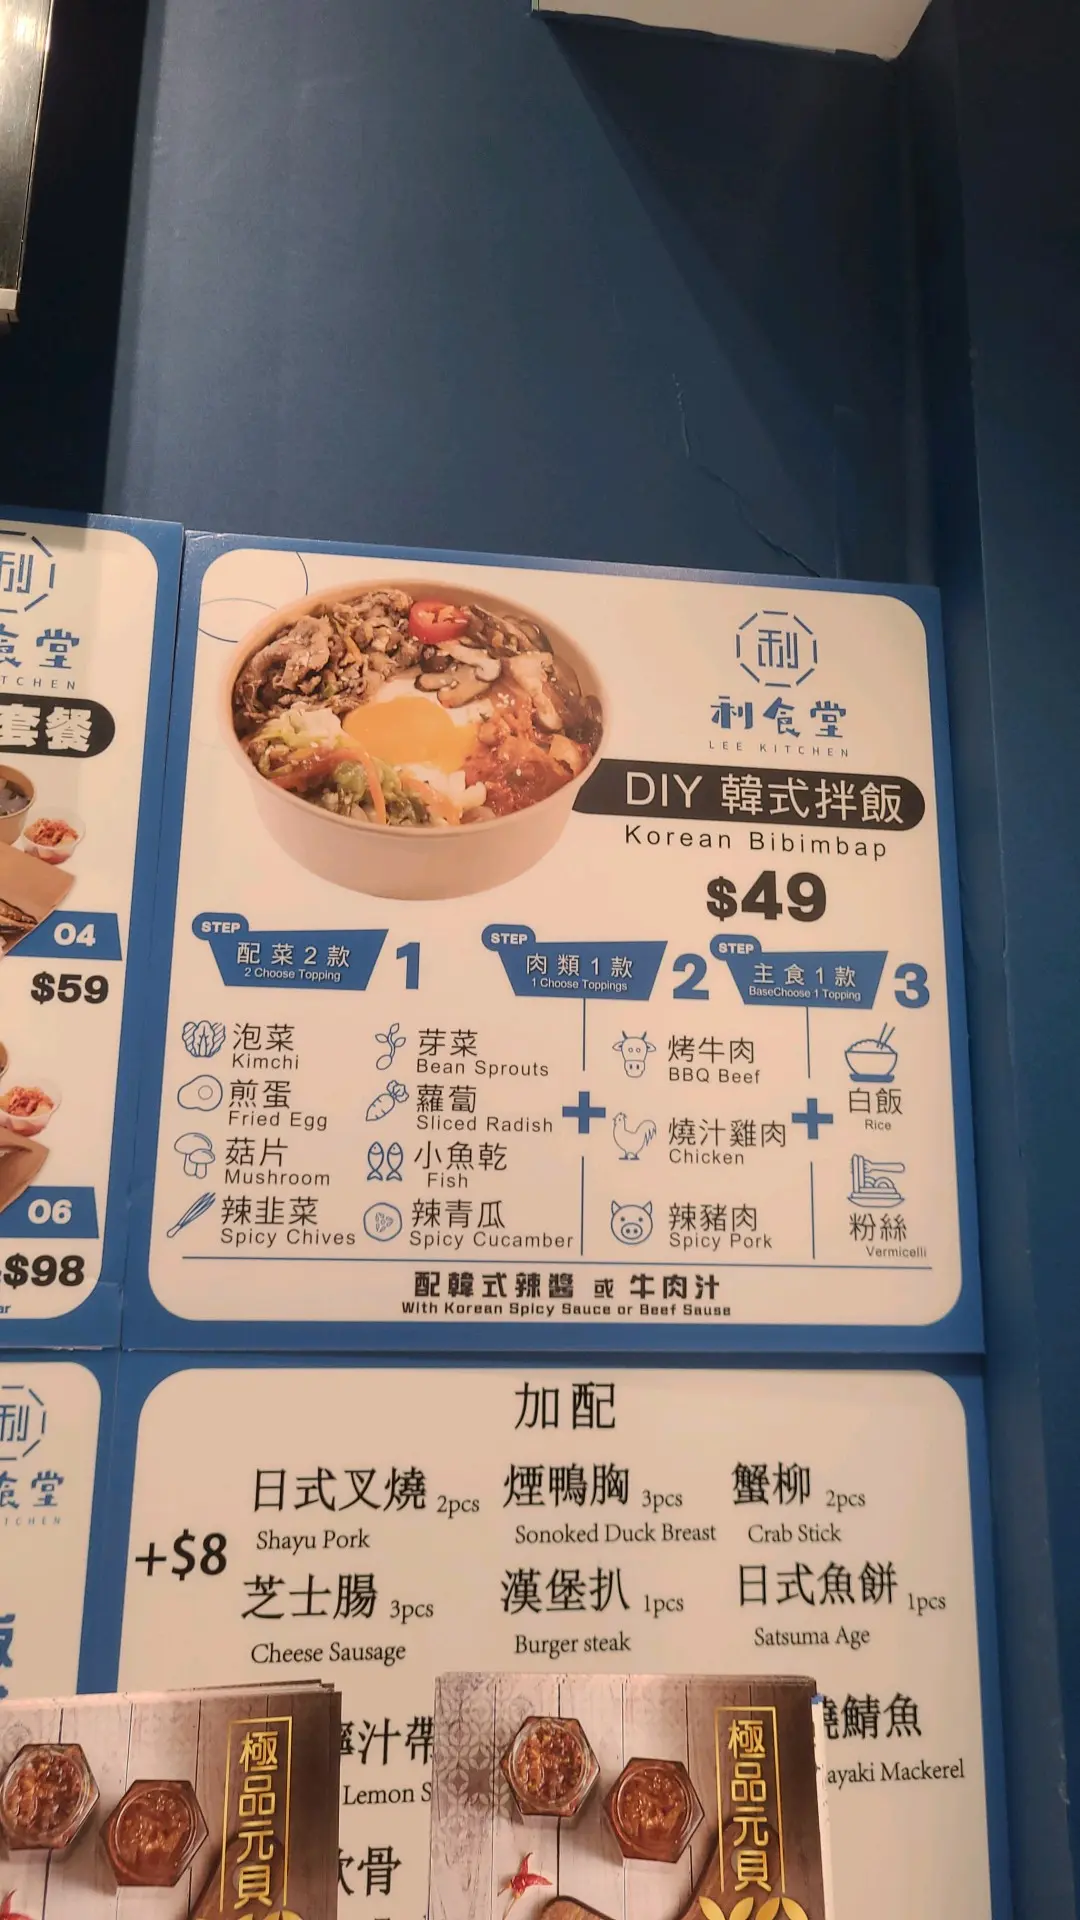 利
食堂
TCHEN
套餐
04
$59
06
$98
ar
利
利食堂
LEE KITCHEN
DIY 韓式拌飯
Korean Bibimbap
$49
STEP
配菜2款
2 Choose Topping
1
STEP
肉類1款
1 Choose Toppings
2
STEP
主食1款
BaseChoose 1 Topping
3
泡菜
Kimchi
煎蛋
Fried Egg
菇片
Mushroom
辣韭菜
Spicy Chives
芽菜
Bean Sprouts
蘿蔔
Sliced Radish
小魚乾
Fish
辣青瓜
Spicy Cucamber
+
烤牛肉
BBQ Beef
燒汁雞肉
Chicken
辣豬肉
Spicy Pork
+
白飯
Rice
粉絲
Vermicelli
配韓式辣醬 或 牛肉汁
With Korean Spicy Sauce or Beef Sause
利
食堂
TCHEN
加配
+$8
日式叉燒 2pcs
Shayu Pork
煙鴨胸 3pcs
Sonoked Duck Breast
蟹柳 2pcs
Crab Stick
芝士腸 3pcs
Cheese Sausage
漢堡扒 1pcs
Burger steak
日式魚餅 1pcs
Satsuma Age
汁帶
Lemon S
燒鯖魚
ayaki Mackerel
軟骨
極品元貝
極品元貝